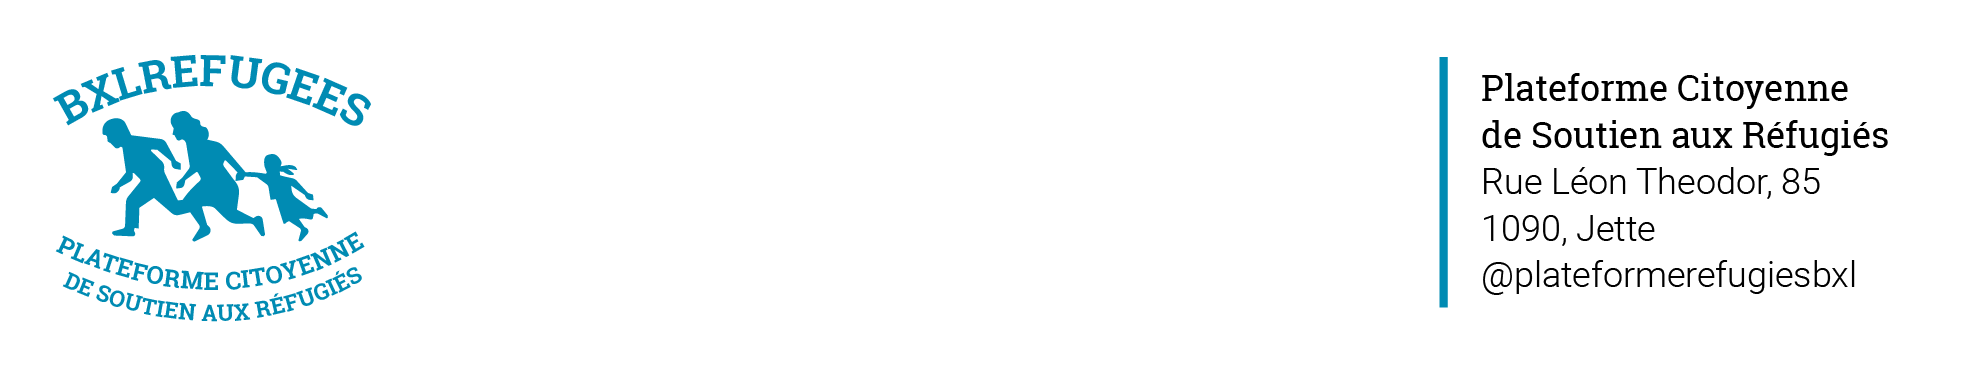 BXLREFUGEES
PLATEFORME CITOYENNE
DE SOUTIEN AUX RÉFUGIÉS
Plateforme Citoyenne
de Soutien aux Réfugiés
Rue Léon Theodor, 85
1090, Jette
@plateformerefugiesbxl